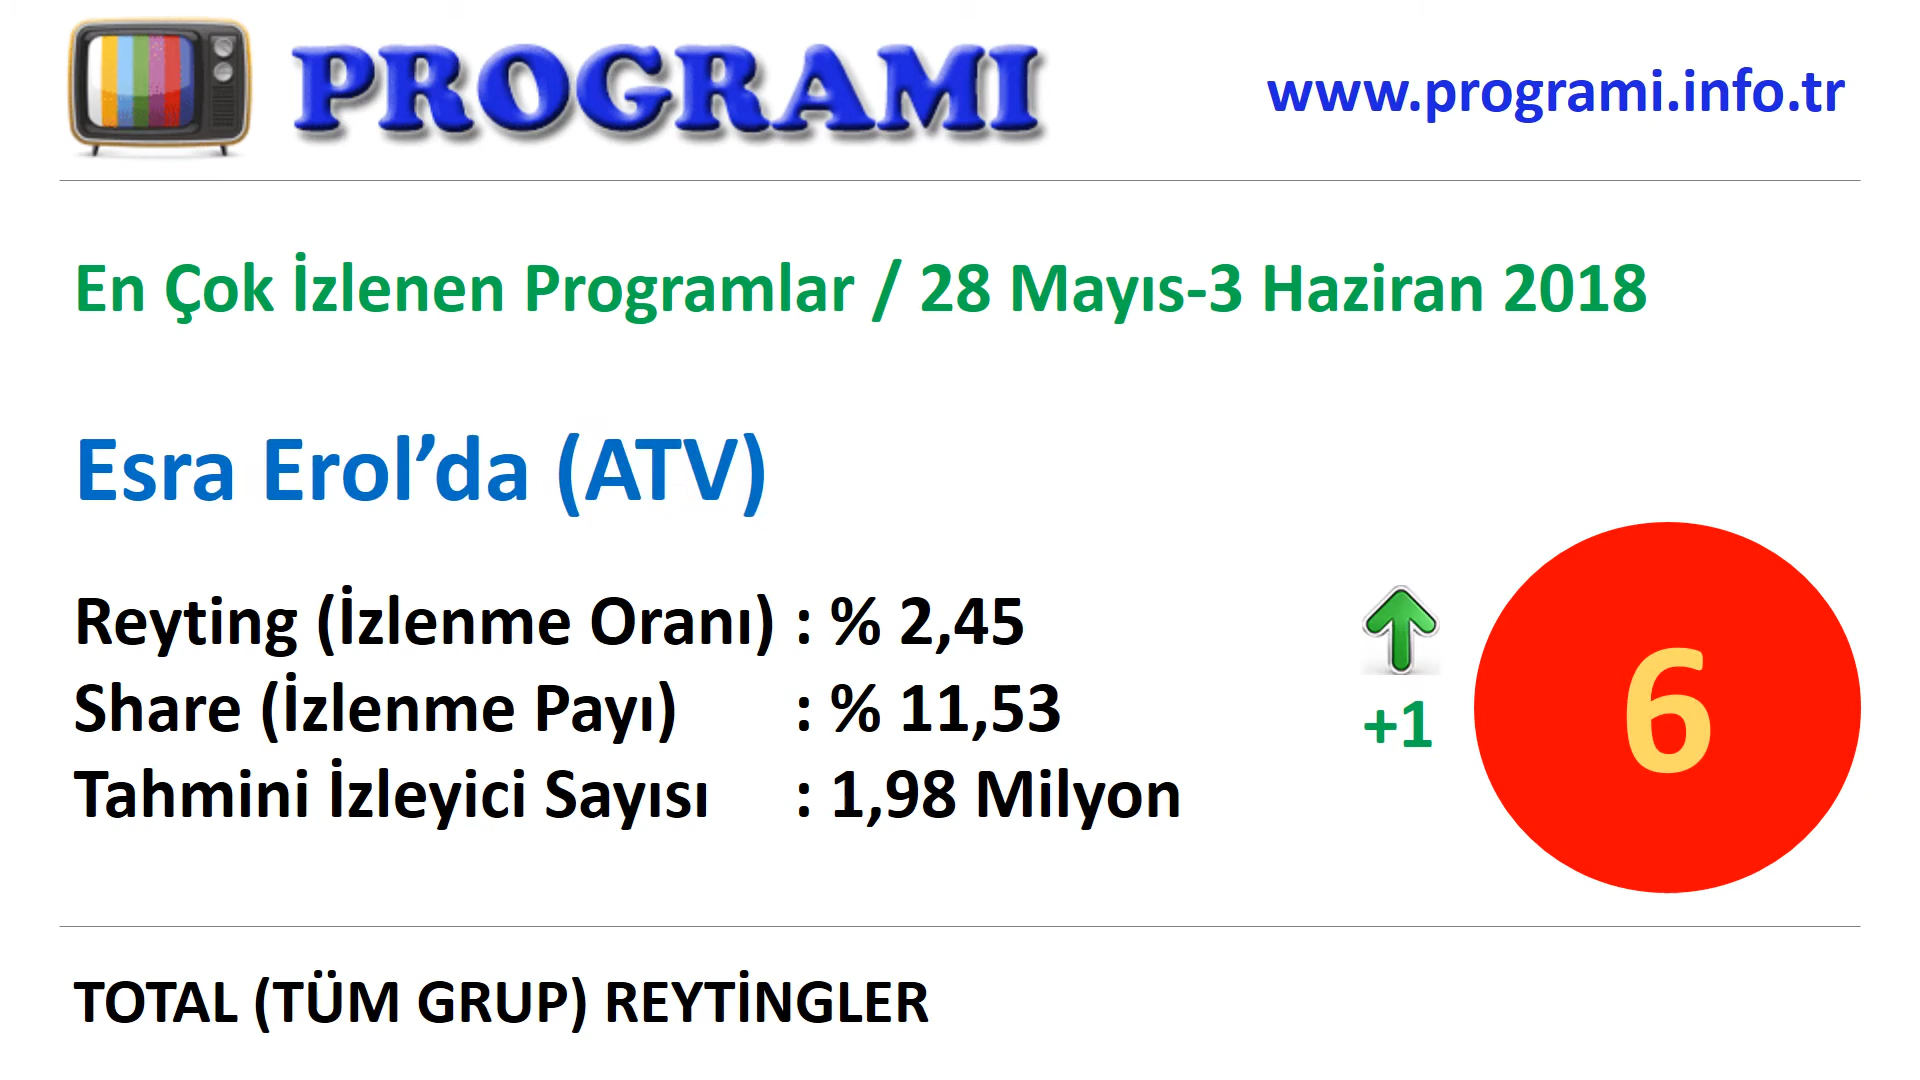 PROGRAMI
www.programi.info.tr
En Çok İzlenen Programlar / 28 Mayıs-3 Haziran 2018
Esra Erol’da (ATV)
Reyting (İzlenme Oranı) : % 2,45
Share (İzlenme Payı) : % 11,53
Tahmini İzleyici Sayısı : 1,98 Milyon
+1
6
TOTAL (TÜM GRUP) REYTİNGLER